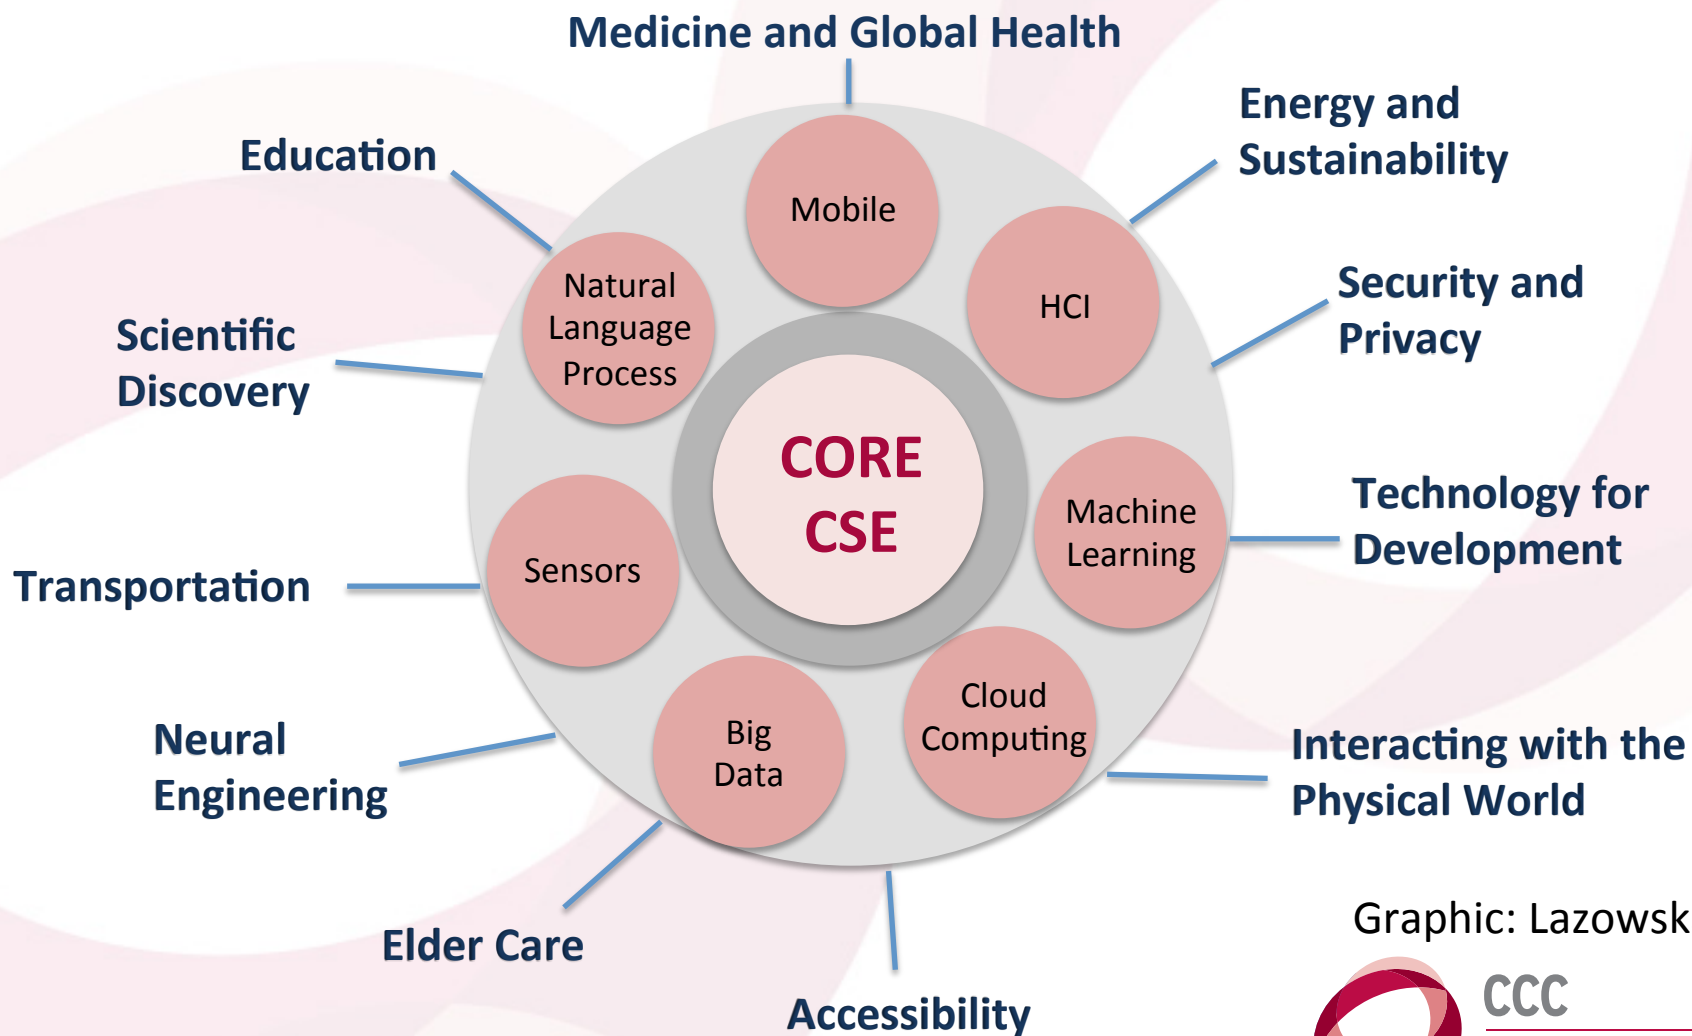 Medicine and Global Health
Energy and
Sustainability
Education
Mobile
Security and
Privacy
HCI
Natural
Language
Process
Scientific
Discovery
CORE
CSE
Machine
Learning
Technology for
Development
Sensors
Transportation
Cloud
Computing
Big
Data
Neural
Engineering
Interacting with the
Physical World
Elder Care
Accessibility
Graphic: Lazowsk
CCC